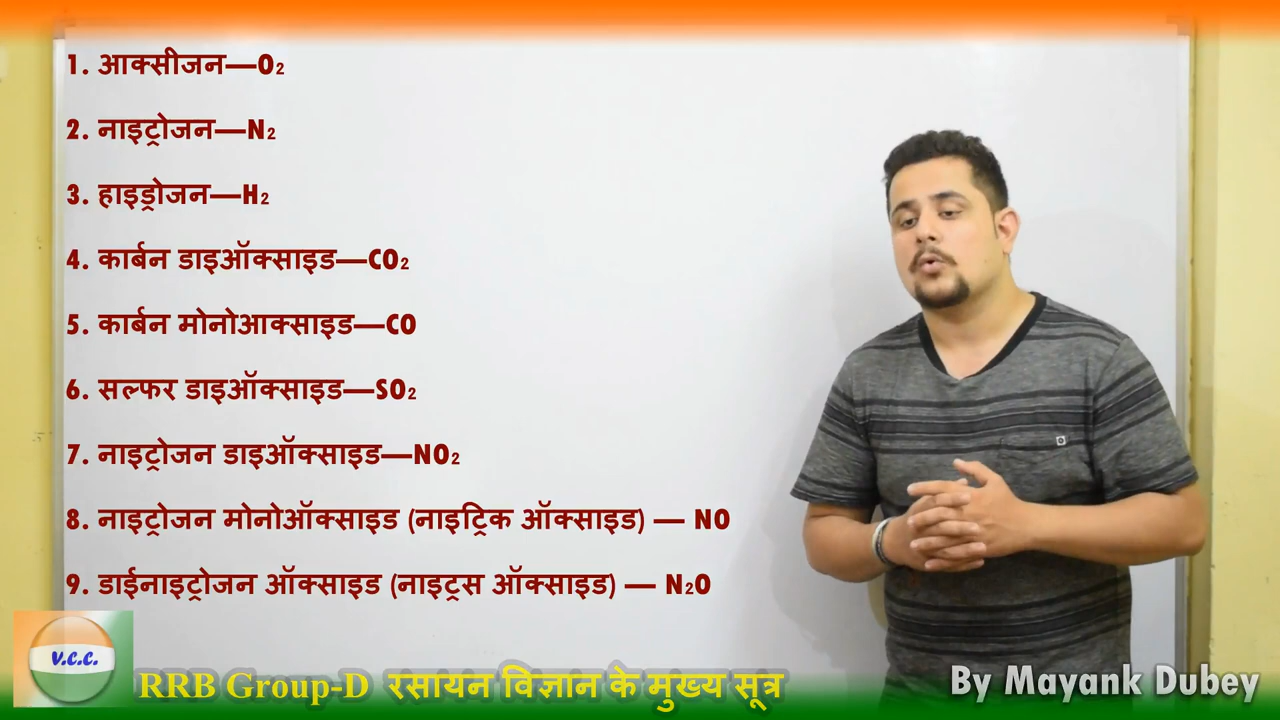 1. आक्सीजन—O₂
2. नाइट्रोजन—N₂
3. हाइड्रोजन—H₂
4. कार्बन डाइऑक्साइड—CO₂
5. कार्बन मोनोआक्साइड—CO
6. सल्फर डाइऑक्साइड—SO₂
7. नाइट्रोजन डाइऑक्साइड—NO₂
8. नाइट्रोजन मोनोऑक्साइड (नाइट्रिक ऑक्साइड) — NO
9. डाईनाइट्रोजन ऑक्साइड (नाइट्रस ऑक्साइड) — N₂O
V.C.C.
RRB Group-D रसायन विज्ञान के मुख्य सूत्र
By Mayank Dubey